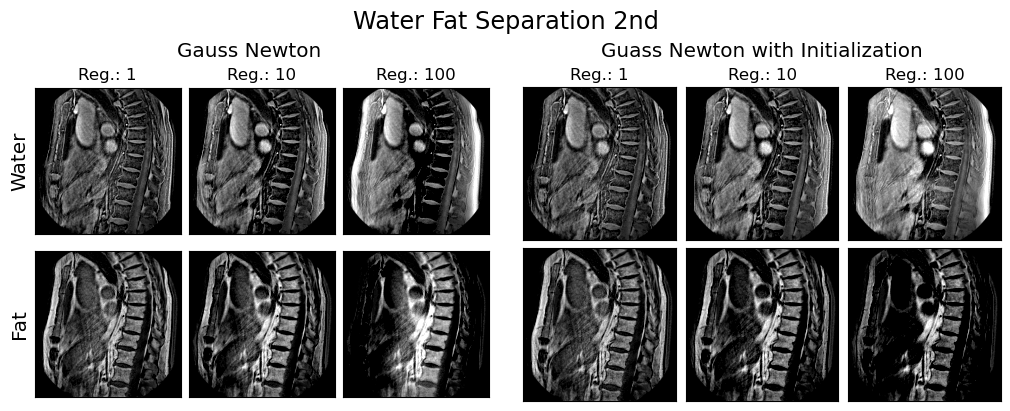 Water Fat Separation 2nd
Gauss Newton
Guass Newton with Initialization
Reg.: 1
Reg.: 10
Reg.: 100
Reg.: 1
Reg.: 10
Reg.: 100
Water
Fat